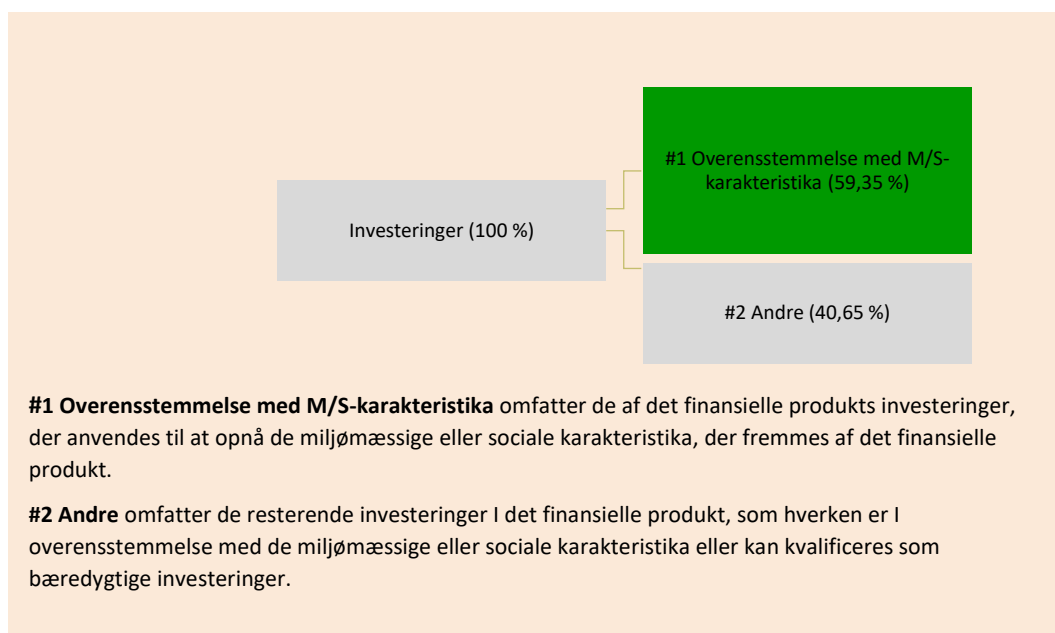 #1 Overensstemmelse med M/S-
karakteristika (59,35 %)
Investeringer (100 %)
#2 Andre (40,65 %)
#1 Overensstemmelse med M/S-karakteristika omfatter de af det finansielle produkts investeringer,
der anvendes til at opnå de miljømæssige eller sociale karakteristika, der fremmes af det finansielle
produkt.
#2 Andre omfatter de resterende investeringer I det finansielle produkt, som hverken er I
overensstemmelse med de miljømæssige eller sociale karakteristika eller kan kvalificeres som
bæredygtige investeringer.